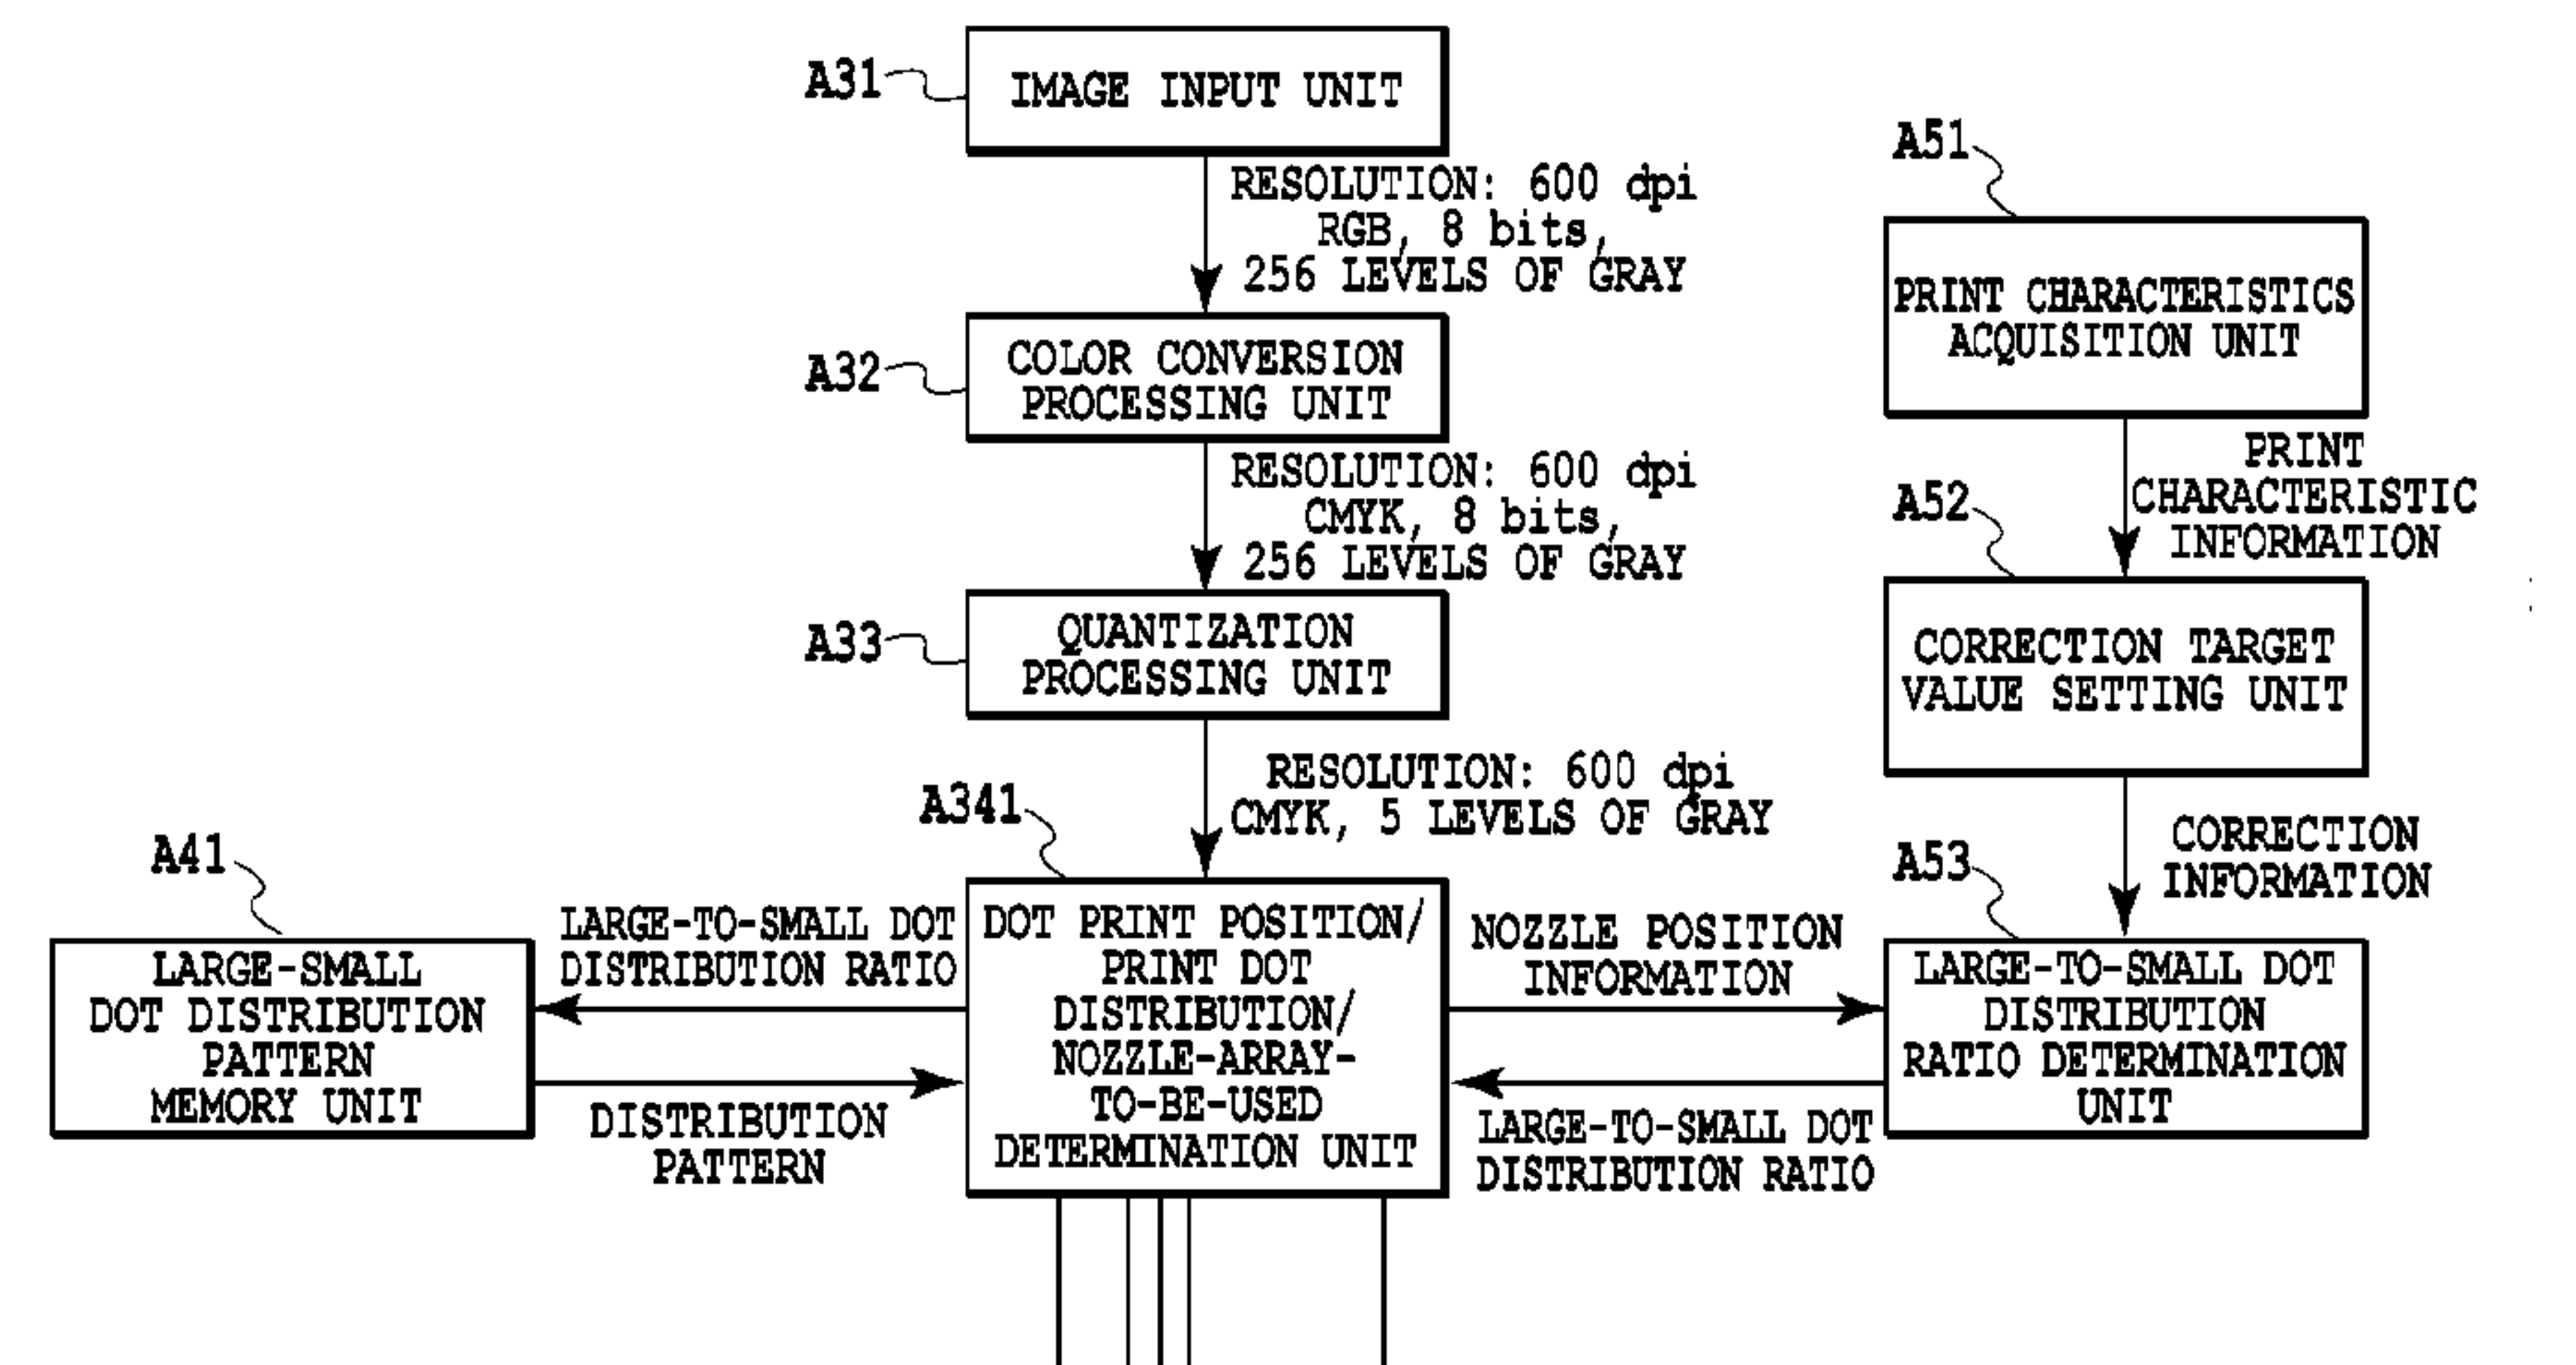 A31
IMAGE INPUT UNIT
RESOLUTION: 600 dpi
RGB, 8 bits,
256 LEVELS OF GRAY
A32
COLOR CONVERSION
PROCESSING UNIT
RESOLUTION: 600 dpi
CMYK, 8 bits,
256 LEVELS OF GRAY
A33
QUANTIZATION
PROCESSING UNIT
RESOLUTION: 600 dpi
CMYK, 5 LEVELS OF GRAY
A341
DOT PRINT POSITION/
PRINT DOT
DISTRIBUTION/
NOZZLE-ARRAY-
TO-BE-USED
DETERMINATION UNIT
A41
LARGE-SMALL
DOT DISTRIBUTION
PATTERN
MEMORY UNIT
LARGE-TO-SMALL DOT
DISTRIBUTION RATIO
DISTRIBUTION
PATTERN
A51
PRINT CHARACTERISTICS
ACQUISITION UNIT
PRINT
CHARACTERISTIC
INFORMATION
A52
CORRECTION TARGET
VALUE SETTING UNIT
CORRECTION
INFORMATION
A53
LARGE-TO-SMALL DOT
DISTRIBUTION
RATIO DETERMINATION
UNIT
NOZZLE POSITION
INFORMATION
LARGE-TO-SMALL DOT
DISTRIBUTION RATIO